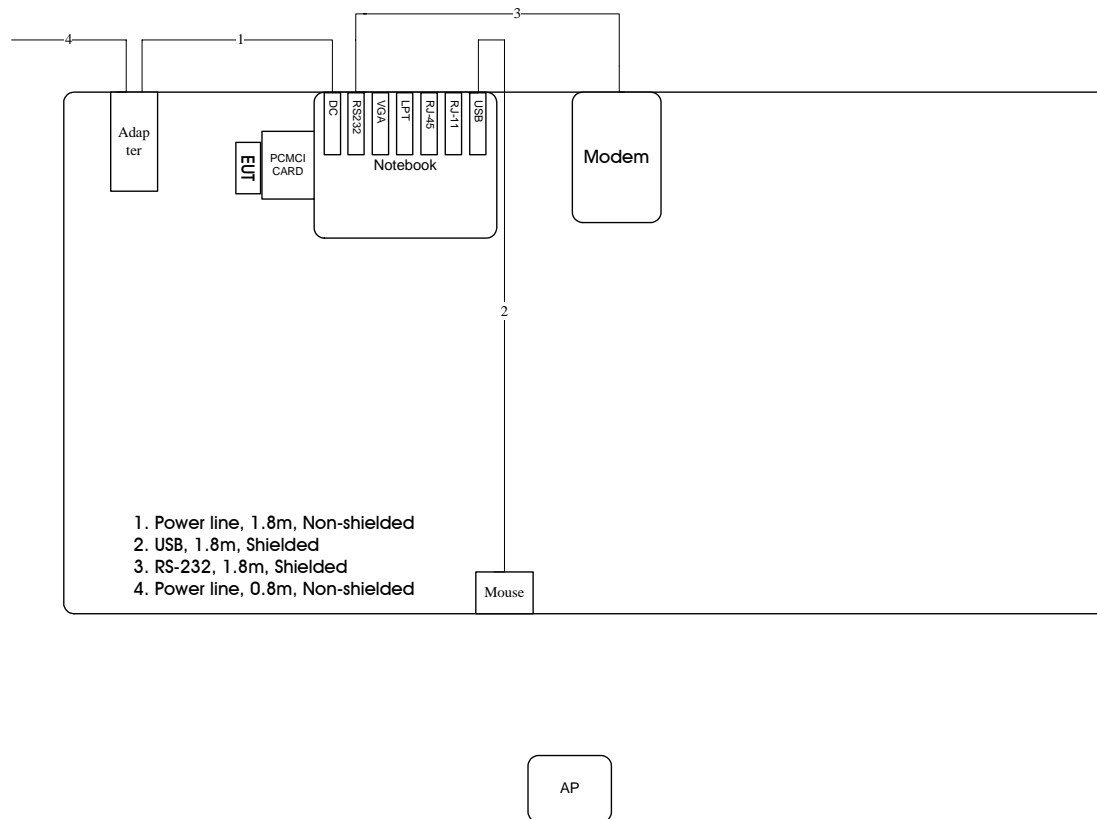 3
4
1
DC
RS232
VGA
LPT
RJ-45
RJ-11
USB
Adap
ter
EUT
PCMCI
CARD
Notebook
Modem
2
1. Power line, 1.8m, Non-shielded
2. USB, 1.8m, Shielded
3. RS-232, 1.8m, Shielded
4. Power line, 0.8m, Non-shielded
Mouse
AP